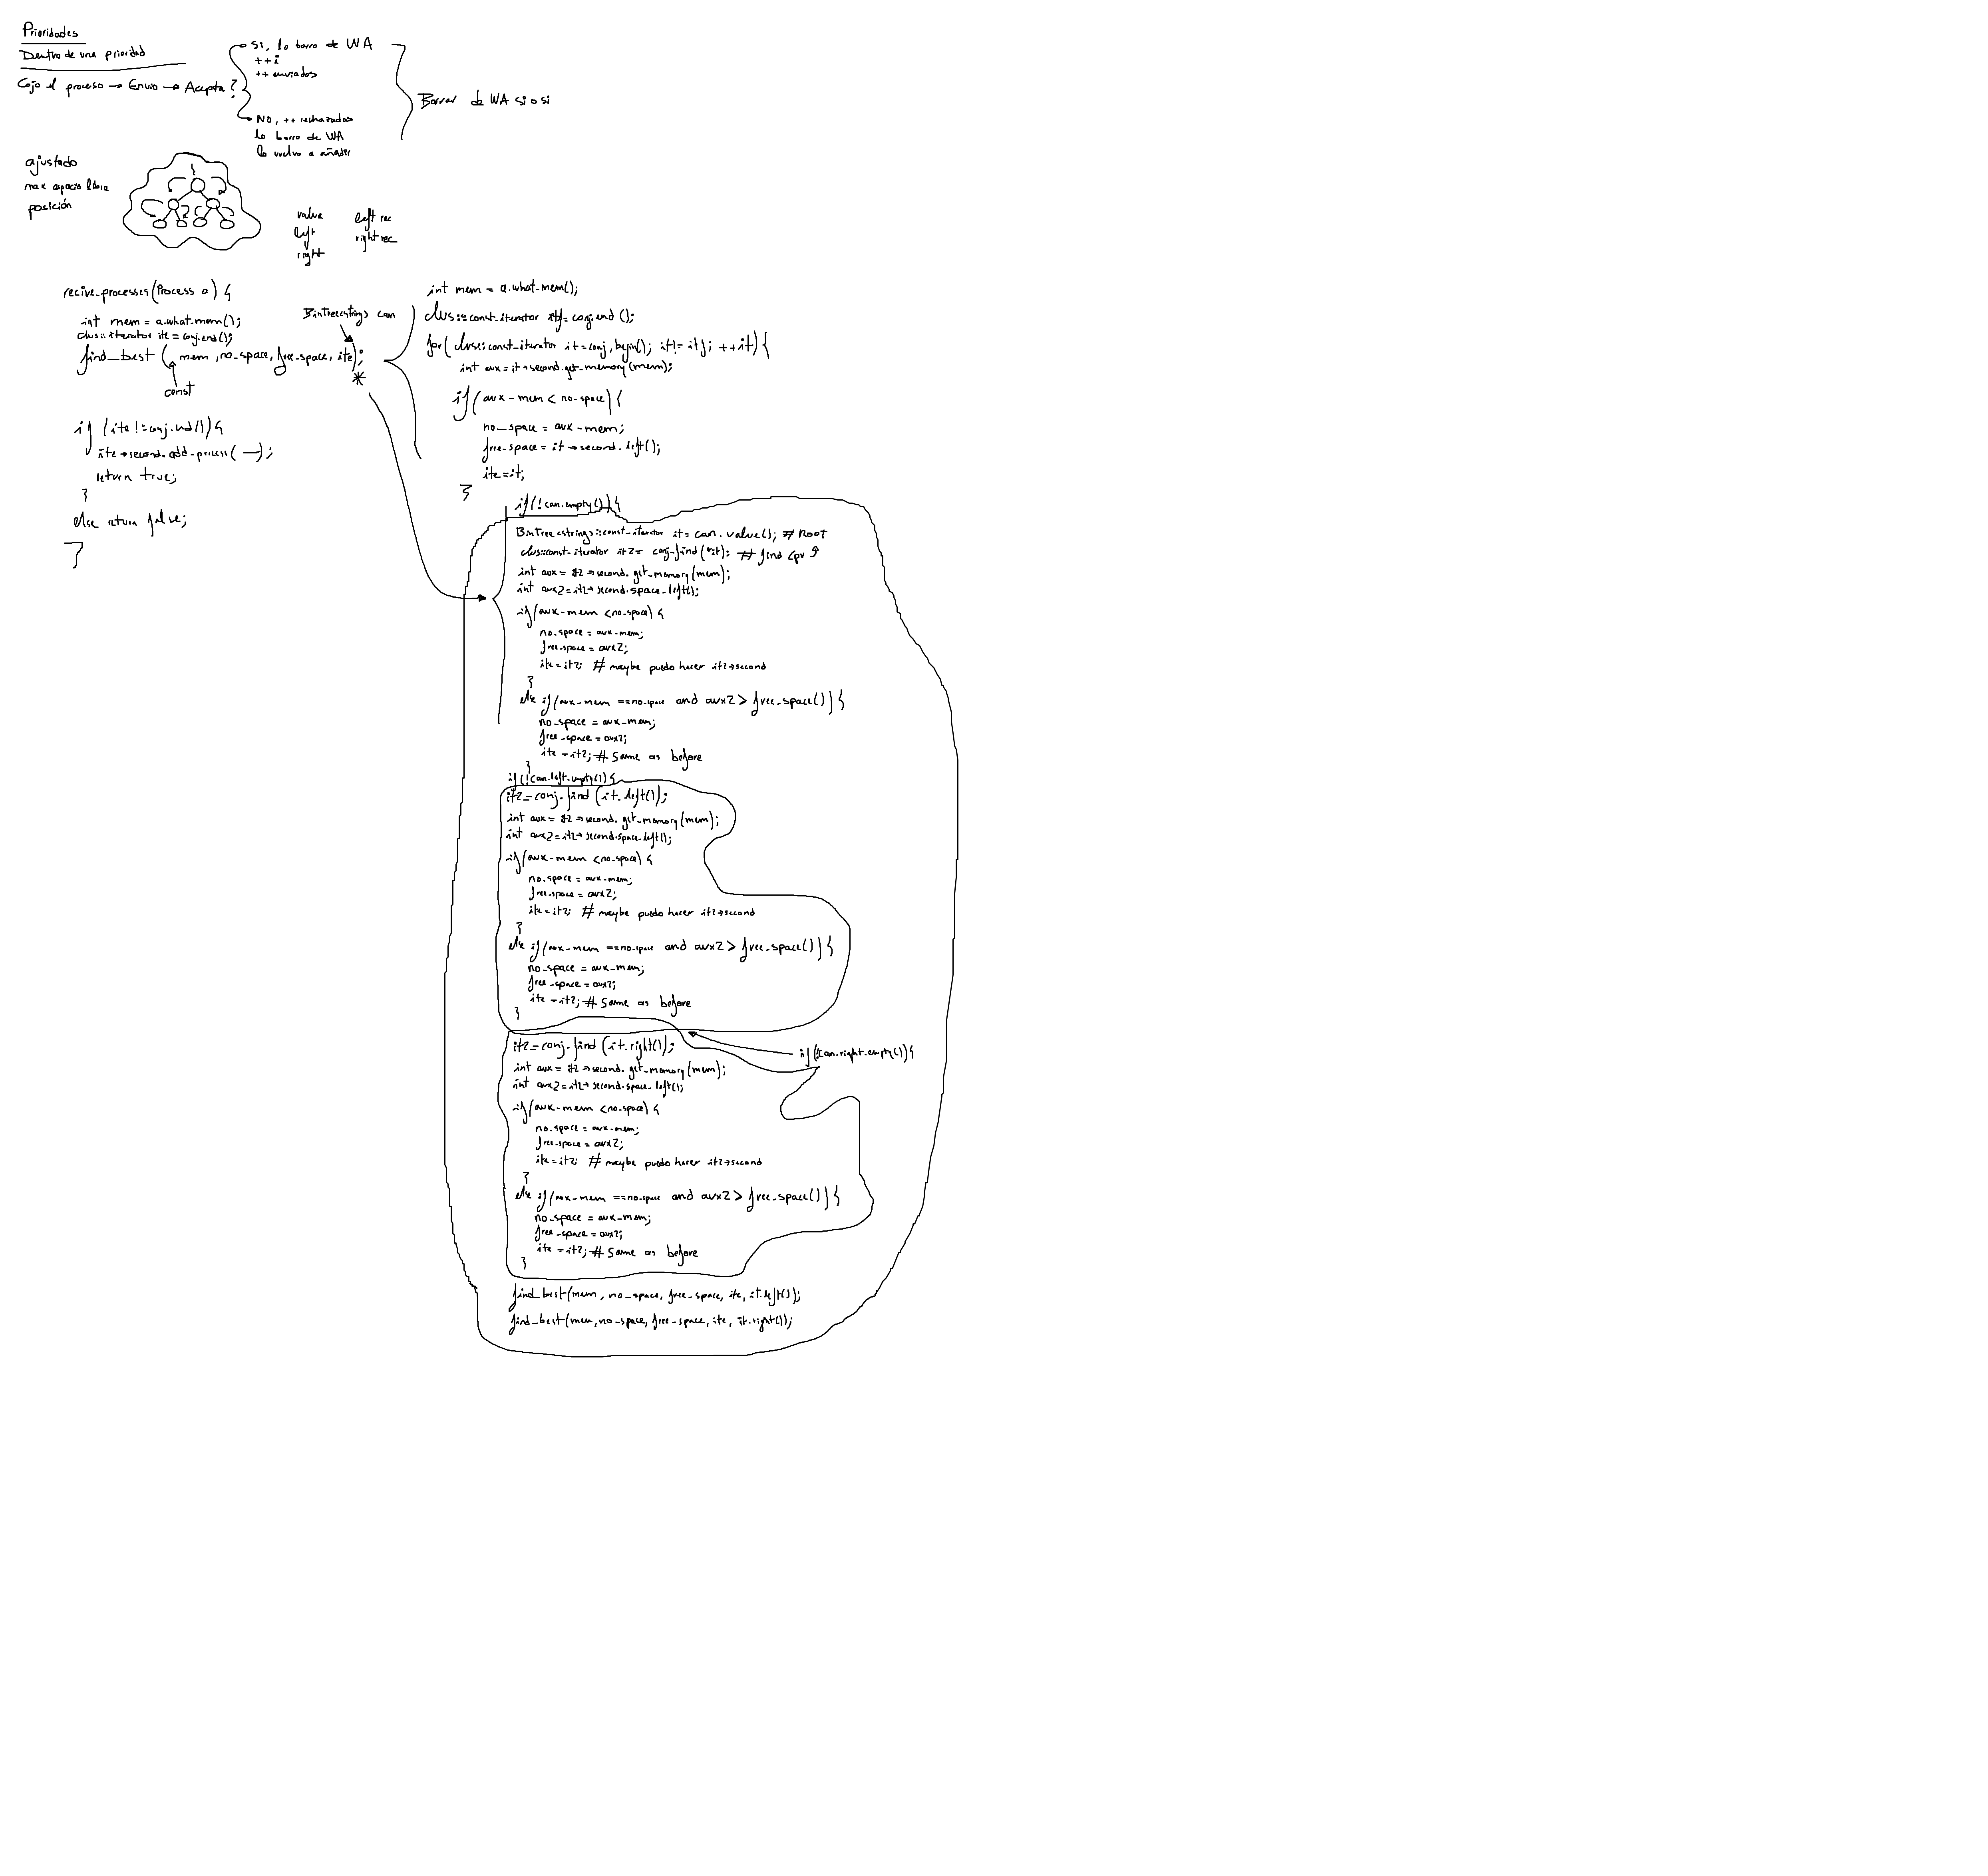 Prioridades
Dentro de una prioridad
Cojo el proceso → Envio → Acepta?
Si, lo borro de WA
++i
++ enviados
No, ++ rechazados
lo borro de WA
lo vuelvo a añadir
Borrar de WA si o si
ajustado
max espacio libre
posición
value
left
right
left rec
right rec
recive_processes(Process a) {
int mem = a.what_mem();
clus::iterator ite = conj.end();
find_best (mem, no_space, free_space, ite);
const
*
Bintree<string> can
if (ite != conj.end()) {
ite→second.add_process( — );
return true;
}
else return false;
}
int mem = a.what_mem();
clus::const_iterator itf = conj.end();
for(clus::const_iterator it = conj.begin(); it != itf; ++it) {
int aux = it→second.get_memory(mem);
if (aux - mem < no_space) {
no_space = aux - mem;
free_space = it→second.left();
ite = it;
}
if (!can.empty()) {
Bintree<string>::const_iterator it = can.value(); # Root
clus::const_iterator it2 = conj.find(*it); # find cpu
int aux = it2→second.get_memory(mem);
int aux2 = it2→second.space_left();
if (aux - mem < no_space) {
no_space = aux - mem;
free_space = aux2;
ite = it2; # maybe puedo hacer it2→second
}
else if (aux - mem == no_space and aux2 > free_space()) {
no_space = aux - mem;
free_space = aux2;
ite = it2; # Same as before
}
if (!can.left.empty()) {
it2 = conj.find (it.left());
int aux = it2→second.get_memory(mem);
int aux2 = it2→second.space_left();
if (aux - mem < no_space) {
no_space = aux - mem;
free_space = aux2;
ite = it2; # maybe puedo hacer it2→second
}
else if (aux - mem == no_space and aux2 > free_space()) {
no_space = aux - mem;
free_space = aux2;
ite = it2; # Same as before
}
if (!can.right.empty()) {
it2 = conj.find (it.right());
int aux = it2→second.get_memory(mem);
int aux2 = it2→second.space_left();
if (aux - mem < no_space) {
no_space = aux - mem;
free_space = aux2;
ite = it2; # maybe puedo hacer it2→second
}
else if (aux - mem == no_space and aux2 > free_space()) {
no_space = aux - mem;
free_space = aux2;
ite = it2; # Same as before
}
find_best(mem, no_space, free_space, ite, it.left());
find_best(mem, no_space, free_space, ite, it.right());